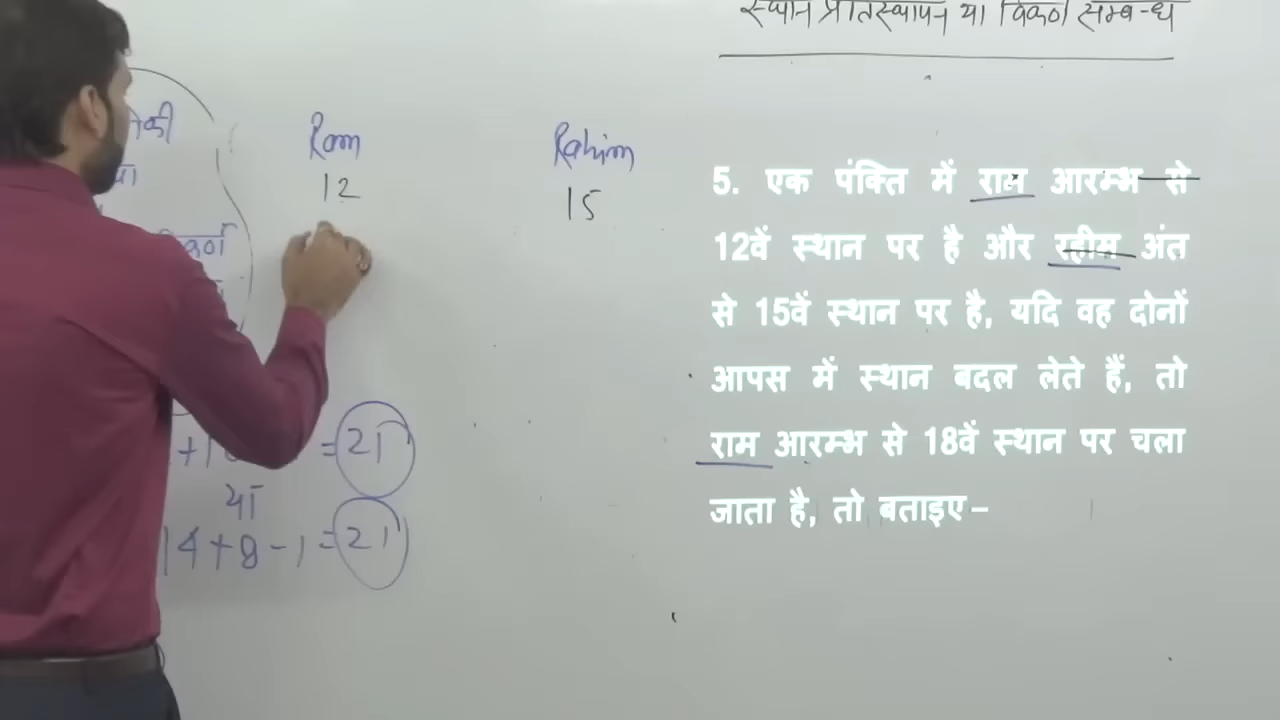 स्थान प्रतिस्थापन या विकर्ण सम्बन्ध
Ram
Rahim
12
15
5. एक पंक्ति में राम आरम्भ से
12वें स्थान पर है और रहीम अंत
से 15वें स्थान पर है, यदि वह दोनों
आपस में स्थान बदल लेते हैं, तो
राम आरम्भ से 18वें स्थान पर चला
जाता है, तो बताइए–
= 21
या
14+8-1 = 21